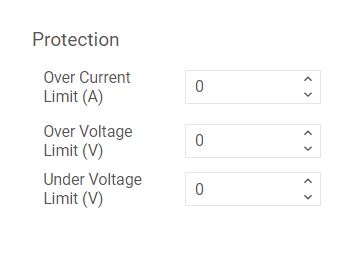 Protection
Over Current
Limit (A)
0
Over Voltage
Limit (V)
0
Under Voltage
Limit (V)
0